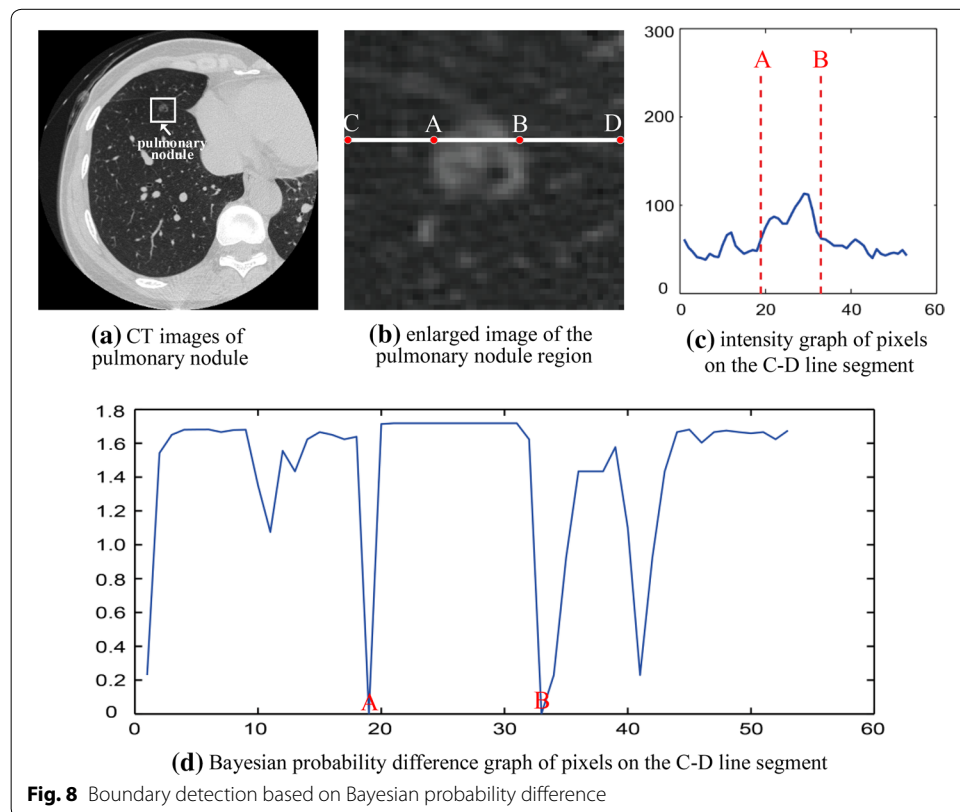 pulmonary
nodule
(a) CT images of
pulmonary nodule
C A B D
(b) enlarged image of the
pulmonary nodule region
300
200
100
0
A B
0 20 40 60
(c) intensity graph of pixels
on the C-D line segment
1.8
1.6
1.4
1.2
1.0
0.8
0.6
0.4
0.2
0
A B
0 10 20 30 40 50 60
(d) Bayesian probability difference graph of pixels on the C-D line segment
Fig. 8 Boundary detection based on Bayesian probability difference